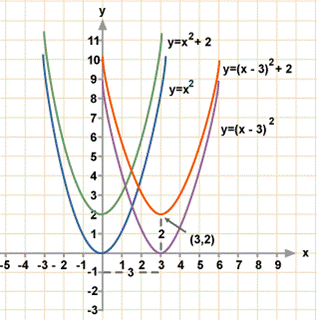 y
11
10
9
8
7
6
5
4
3
2
1
-1
-2
-3
y=x²+ 2
y=(x - 3)²+ 2
y=x²
y=(x - 3)²
(3,2)
2
x
-5 -4 -3 -2 -1 1 2 3 4 5 6 7 8 9
3